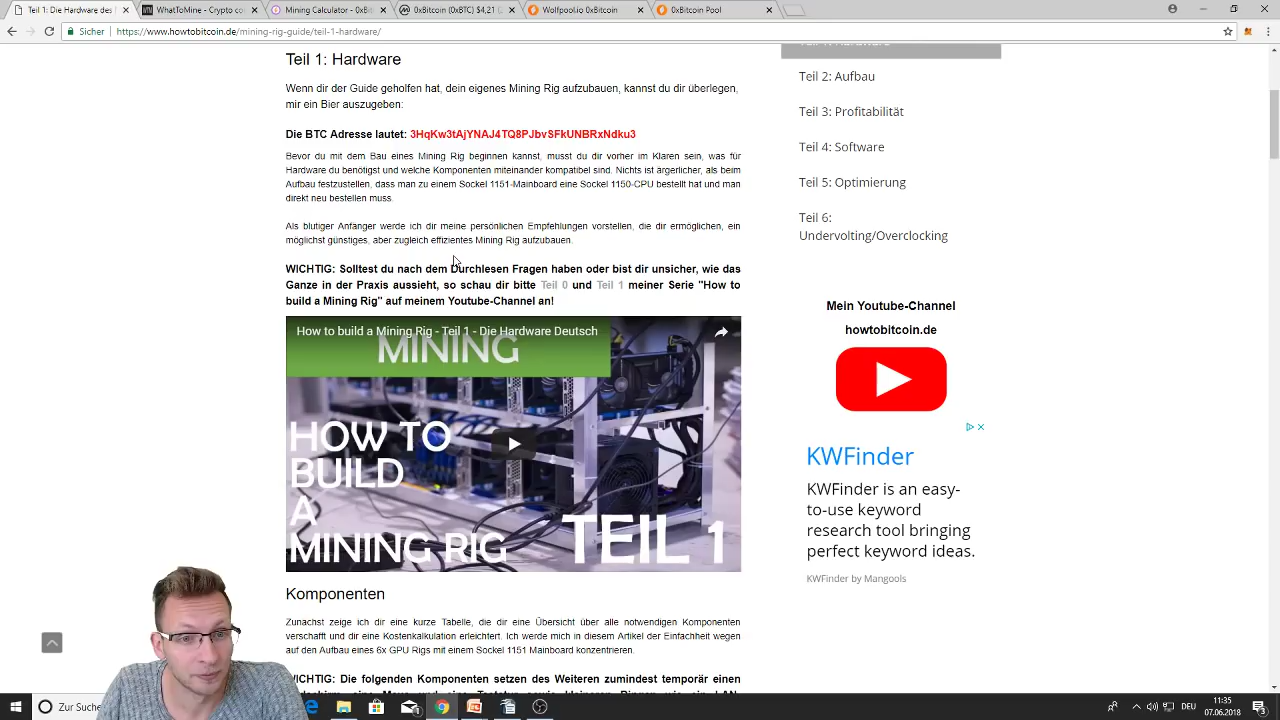 Teil 1: Hardware des
WhatToMine - Crypto co
Mining Calculator - 0xBi
0xBitcoin (0xBTC) $4,21 (
Wolfpoolio 0xBitcoin
0xBitcoin Pool
Sicher
https://www.howtobitcoin.de/mining-rig-guide/teil-1-hardware/
Teil 1: Hardware
Wenn dir der Guide geholfen hat, dein eigenes Mining Rig aufzubauen, kannst du dir überlegen,
mir ein Bier auszugeben:
Die BTC Adresse lautet: 3HqKw3tAjYNAJ4TQ8PJbvSFkUNBRxNdku3
Bevor du mit dem Bau eines Mining Rig beginnen kannst, musst du dir vorher im Klaren sein, was für
Hardware du benötigst und welche Komponenten miteinander kompatibel sind. Nichts ist ärgerlicher, als beim
Aufbau festzustellen, dass man zu einem Sockel 1151-Mainboard eine Sockel 1150-CPU bestellt hat und man
direkt neu bestellen muss.
Als blutiger Anfänger werde ich dir meine persönlichen Empfehlungen vorstellen, die dir ermöglichen, ein
möglichst günstiges, aber zugleich effizientes Mining Rig aufzubauen.
WICHTIG: Solltest du nach dem Durchlesen Fragen haben oder bist dir unsicher, wie das
Ganze in der Praxis aussieht, so schau dir bitte Teil 0 und Teil 1 meiner Serie "How to
build a Mining Rig" auf meinem Youtube-Channel an!
How to build a Mining Rig - Teil 1 - Die Hardware Deutsch
MINING
HOW TO
BUILD
A
MINING RIG
TEIL 1
Komponenten
Zunächst zeige ich dir eine kurze Tabelle, die dir eine Übersicht über alle notwendigen Komponenten
verschafft und dir eine Kostenkalkulation erleichtert. Ich werde mich in diesem Artikel der Einfachheit wegen
auf den Aufbau eines 6x GPU Rigs mit einem Sockel 1151 Mainboard konzentrieren.
WICHTIG: Die folgenden Komponenten setzen des Weiteren zumindest temporär einen
Teil 2: Aufbau
Teil 3: Profitabilität
Teil 4: Software
Teil 5: Optimierung
Teil 6:
Undervolting/Overclocking
Mein Youtube-Channel
howtobitcoin.de
KWFinder
KWFinder is an easy-
to-use keyword
research tool bringing
perfect keyword ideas.
KWFinder by Mangools
Zur Suche
DEU
11:35
07.06.2018